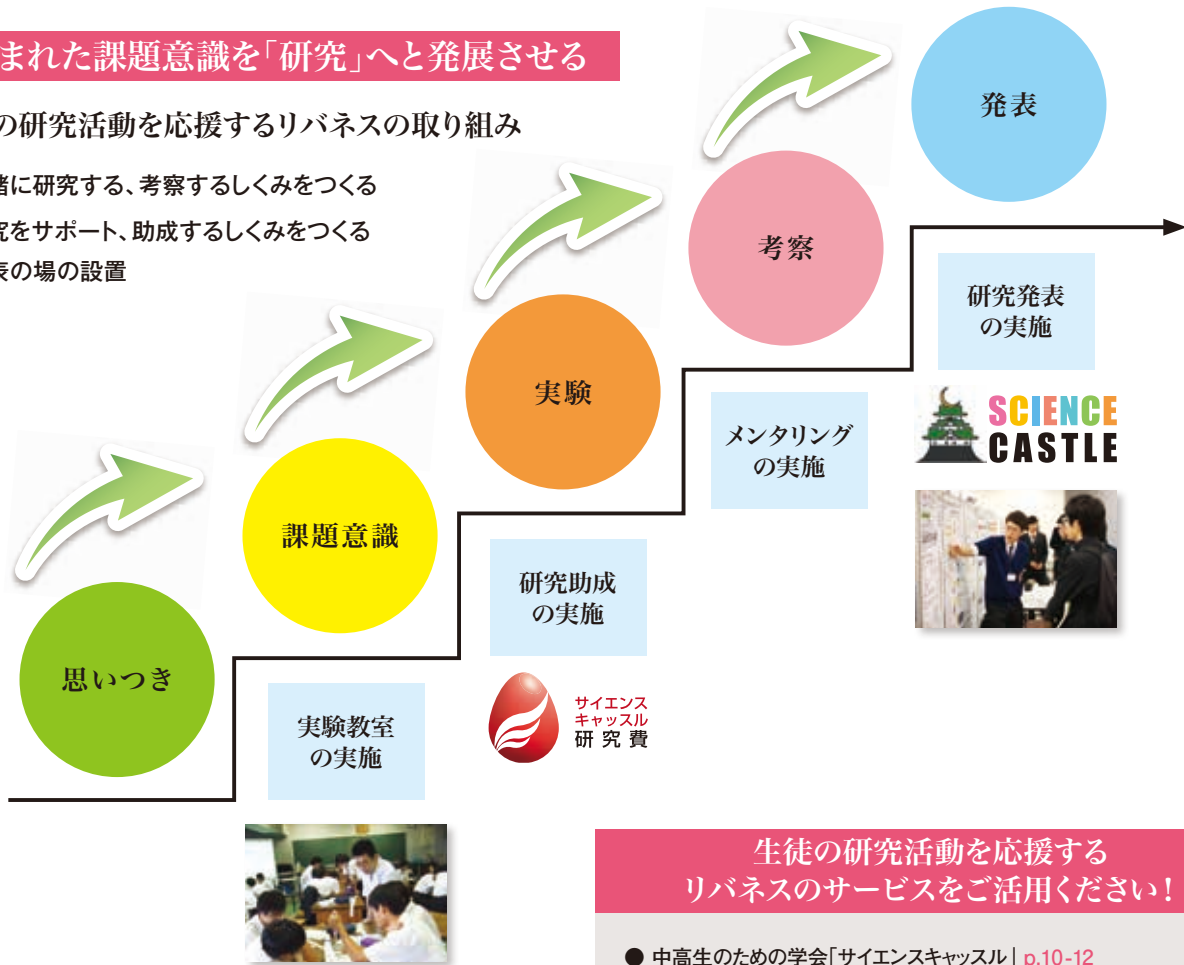 まれた課題意識を「研究」へと発展させる
の研究活動を応援するリバネスの取り組み
緒に研究する、考察するしくみをつくる
究をサポート、助成するしくみをつくる
表の場の設置
発表
考察
実験
課題意識
思いつき
研究発表
の実施
SCIENCE
CASTLE
メンタリング
の実施
研究助成
の実施
サイエンス
キャッスル
研究費
実験教室
の実施
生徒の研究活動を応援する
リバネスのサービスをご活用ください!
● 中高生のための学会「サイエンスキャッスル」p.10-12